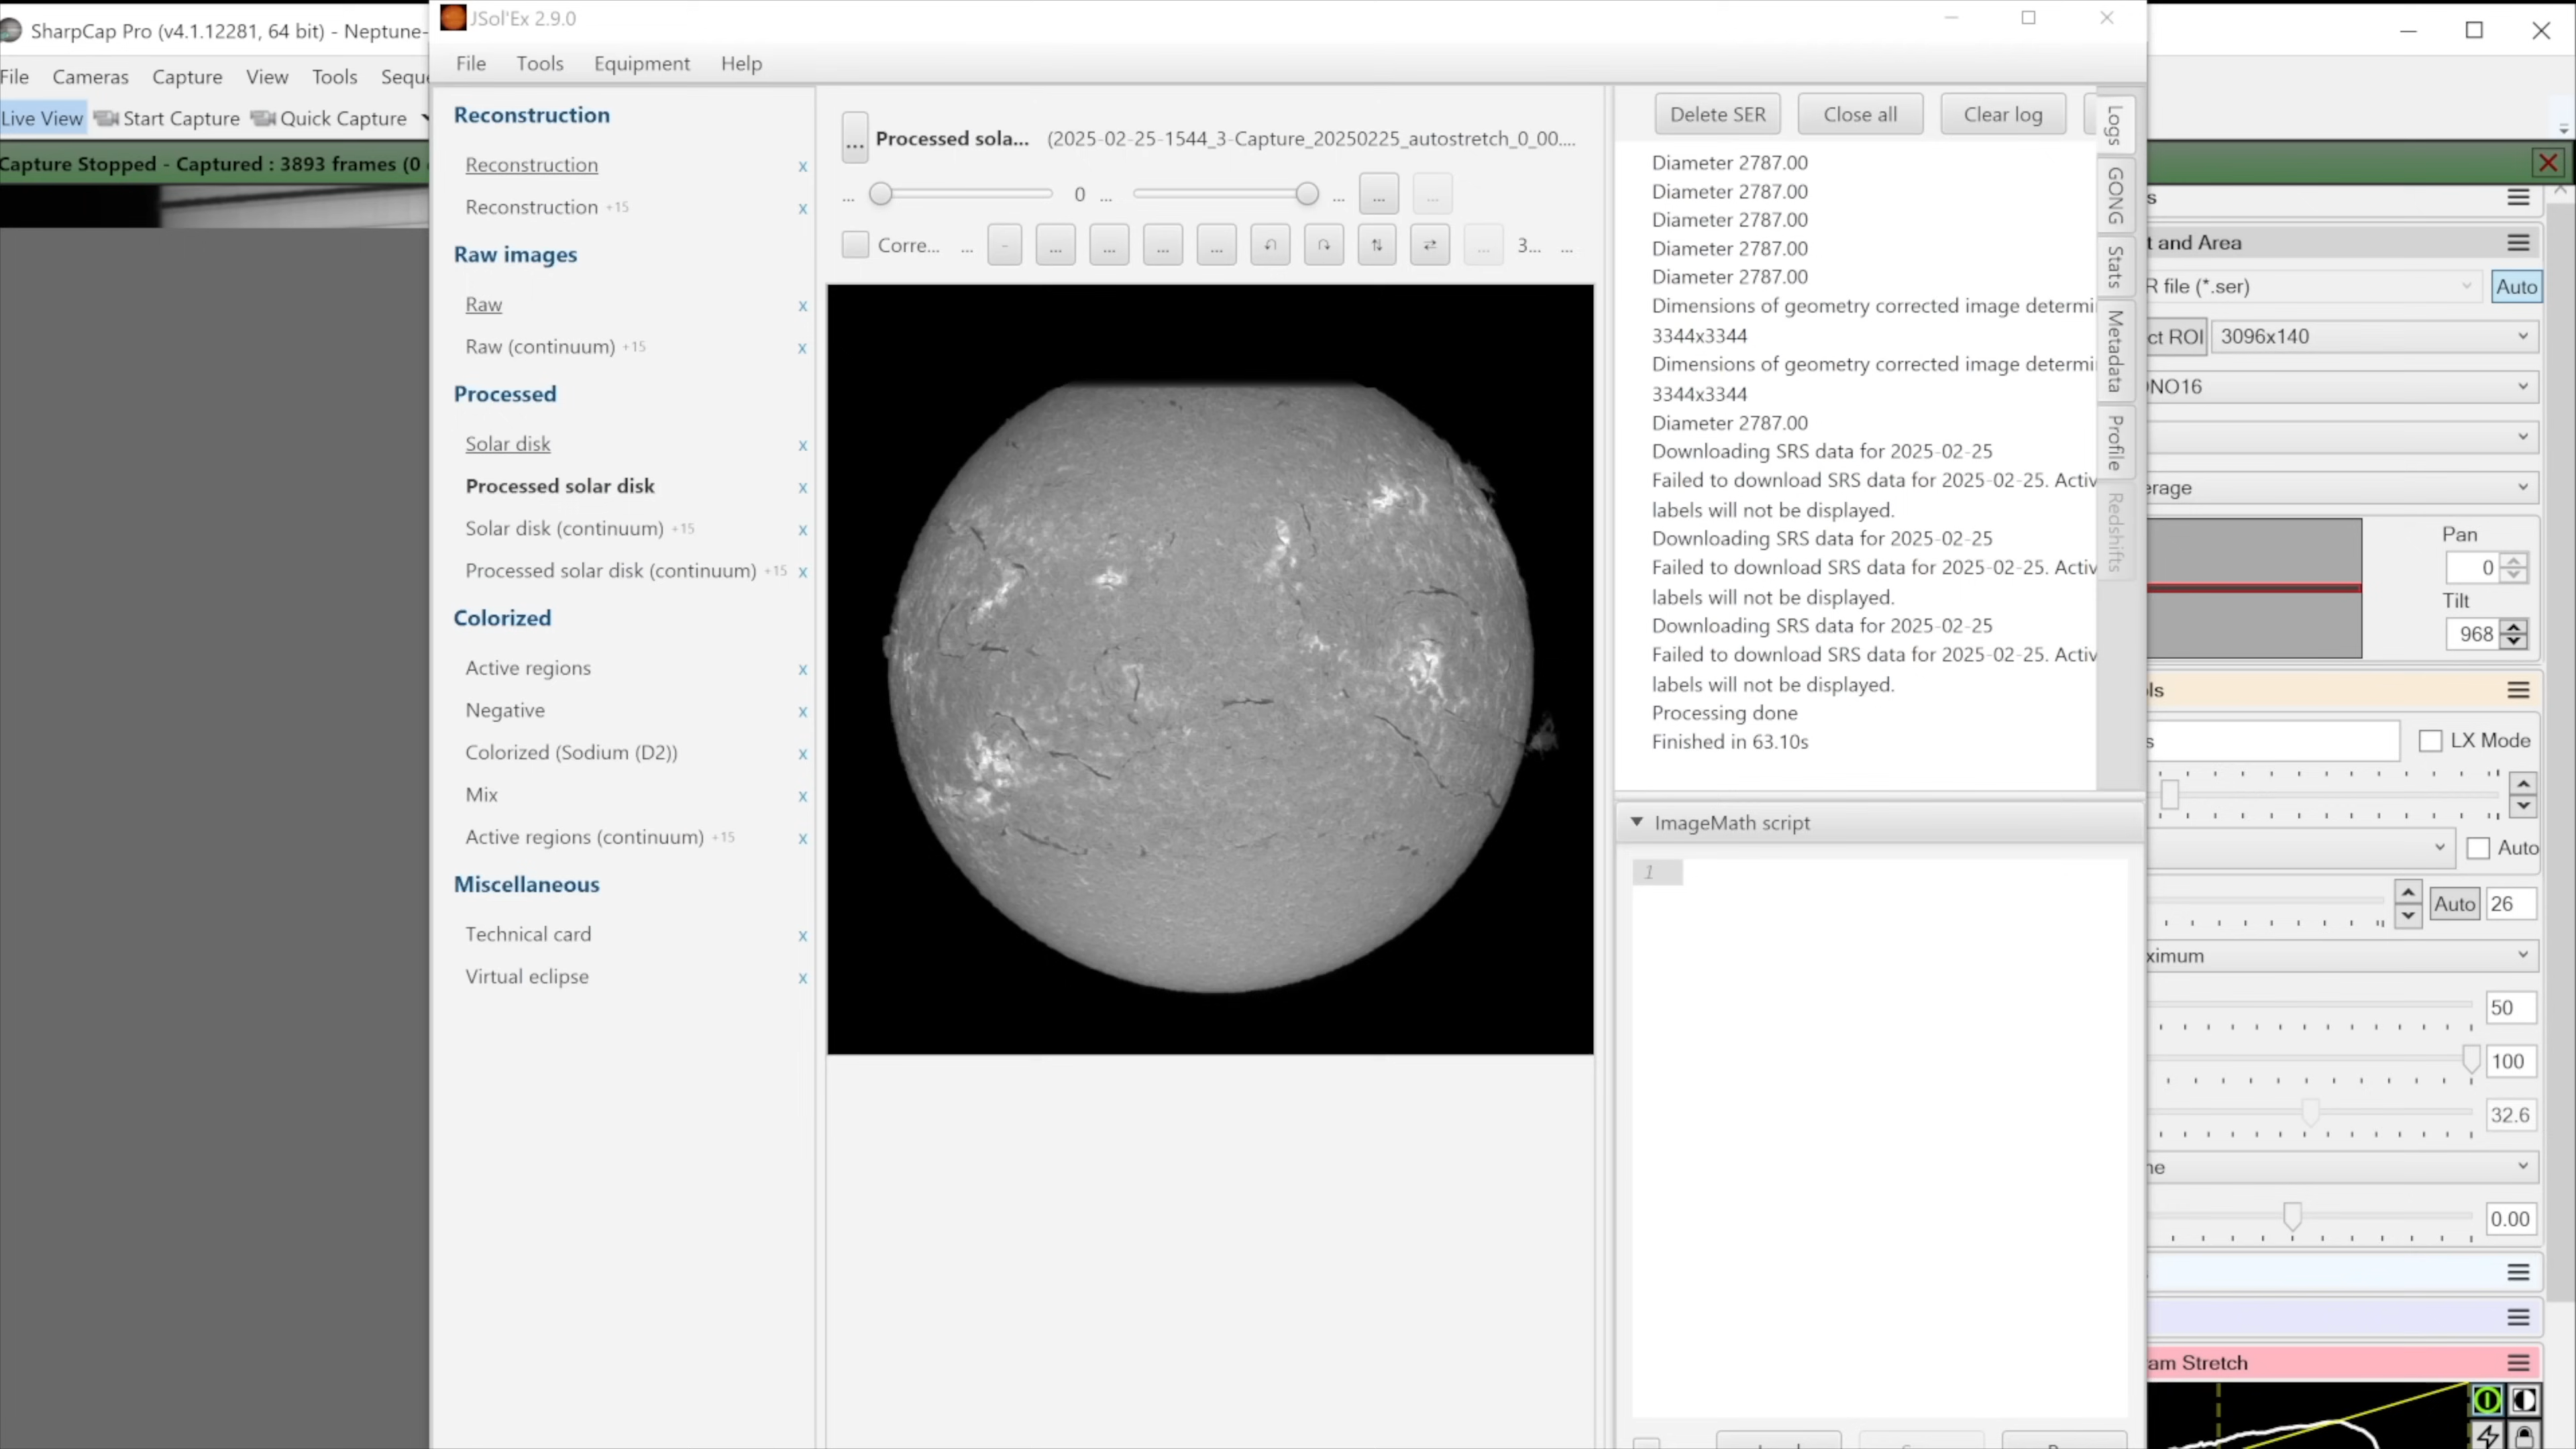 SharpCap Pro (v4.1.12281, 64 bit) - Neptune-
File Cameras Capture View Tools Seque
Live View Start Capture Quick Capture
Capture Stopped - Captured : 3893 frames (0
JSol'Ex 2.9.0
File Tools Equipment Help
Reconstruction
Reconstruction x
Reconstruction +15 x
Raw images
Raw x
Raw (continuum) +15 x
Processed
Solar disk x
Processed solar disk x
Solar disk (continuum) +15 x
Processed solar disk (continuum) +15 x
Colorized
Active regions x
Negative x
Colorized (Sodium (D2)) x
Mix x
Active regions (continuum) +15 x
Miscellaneous
Technical card x
Virtual eclipse x
... Processed sola... (2025-02-25-1544_3-Capture_20250225_autostretch_0_00....
... 0 ... ... ... ...
Corre... ... - ... ... ... ... ... 3... ...
Delete SER Close all Clear log
Diameter 2787.00
Diameter 2787.00
Diameter 2787.00
Diameter 2787.00
Diameter 2787.00
Dimensions of geometry corrected image determi
3344x3344
Dimensions of geometry corrected image determi
3344x3344
Diameter 2787.00
Downloading SRS data for 2025-02-25
Failed to download SRS data for 2025-02-25. Activ
labels will not be displayed.
Downloading SRS data for 2025-02-25
Failed to download SRS data for 2025-02-25. Activ
labels will not be displayed.
Downloading SRS data for 2025-02-25
Failed to download SRS data for 2025-02-25. Activ
labels will not be displayed.
Processing done
Finished in 63.10s
Logs
GONG
Stats
Metadata
Profile
Redshifts
ImageMath script
1
s
t and Area
R file (*.ser) Auto
ct ROI 3096x140
NO16
erage
Pan
0
Tilt
968
ls
s LX Mode
Auto
Auto 26
ximum
50
100
32.6
ne
0.00
am Stretch